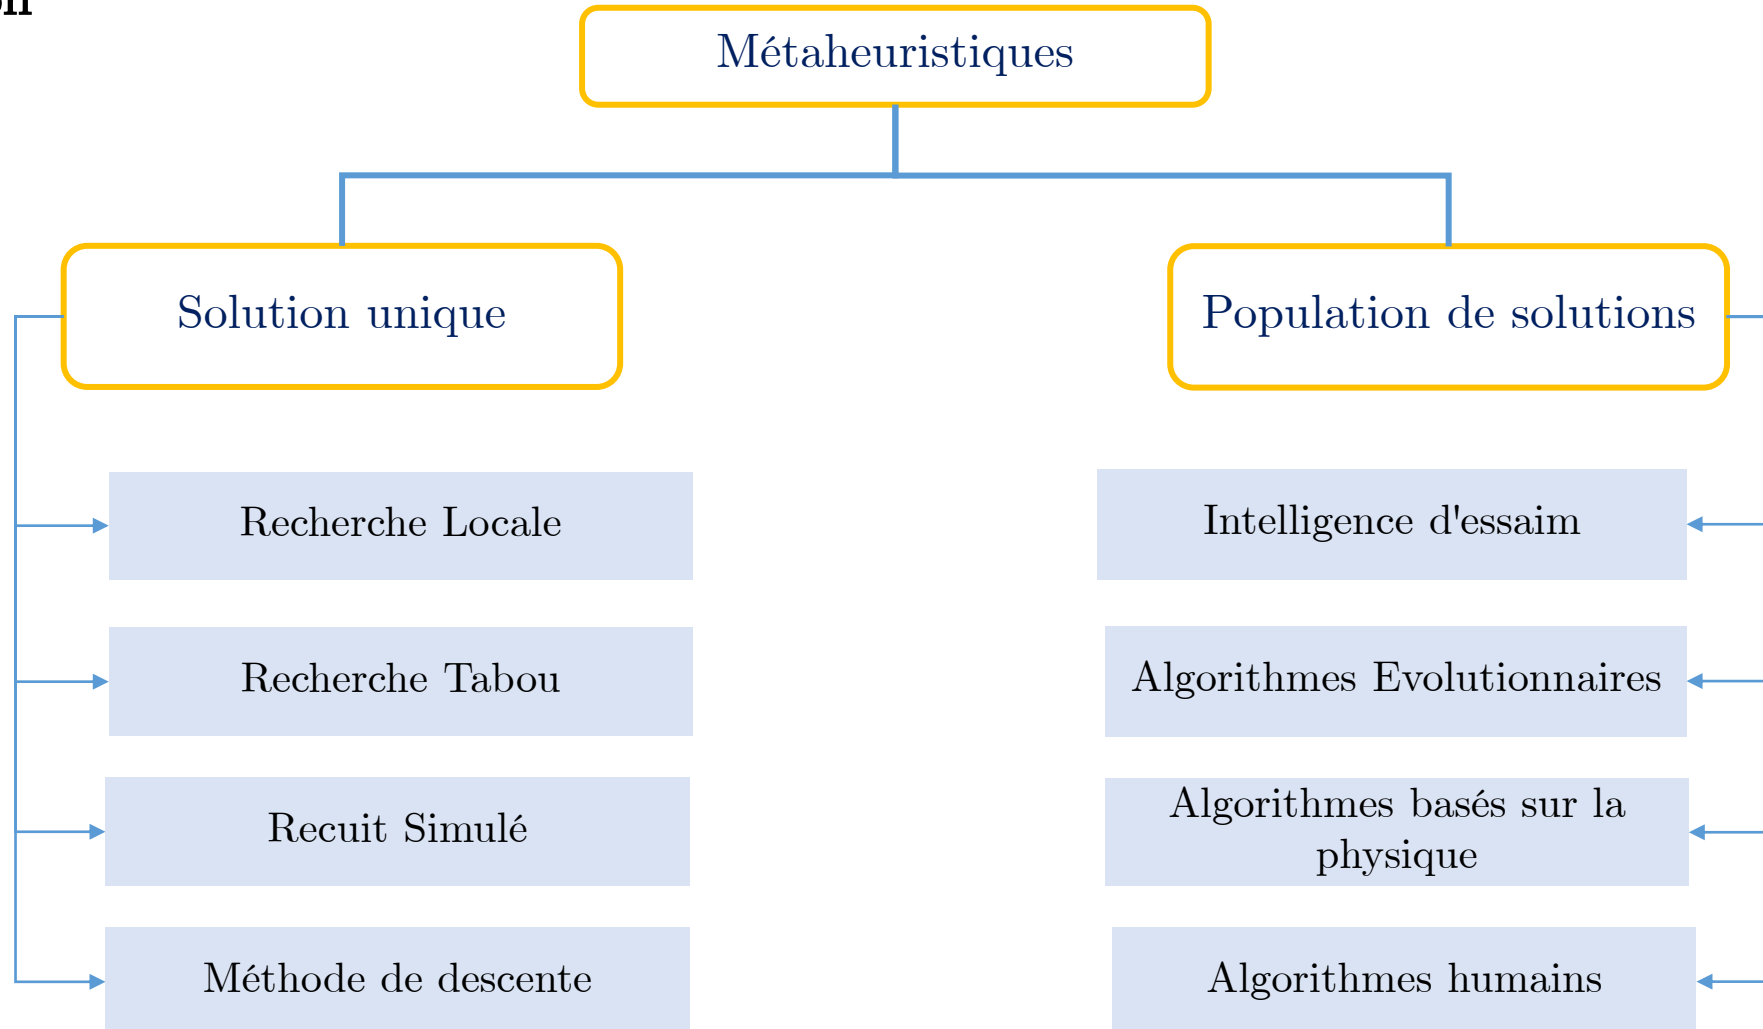 Métaheuristiques
Solution unique
Population de solutions
Recherche Locale
Intelligence d'essaim
Recherche Tabou
Algorithmes Evolutionnaires
Recuit Simulé
Algorithmes basés sur la
physique
Méthode de descente
Algorithmes humains